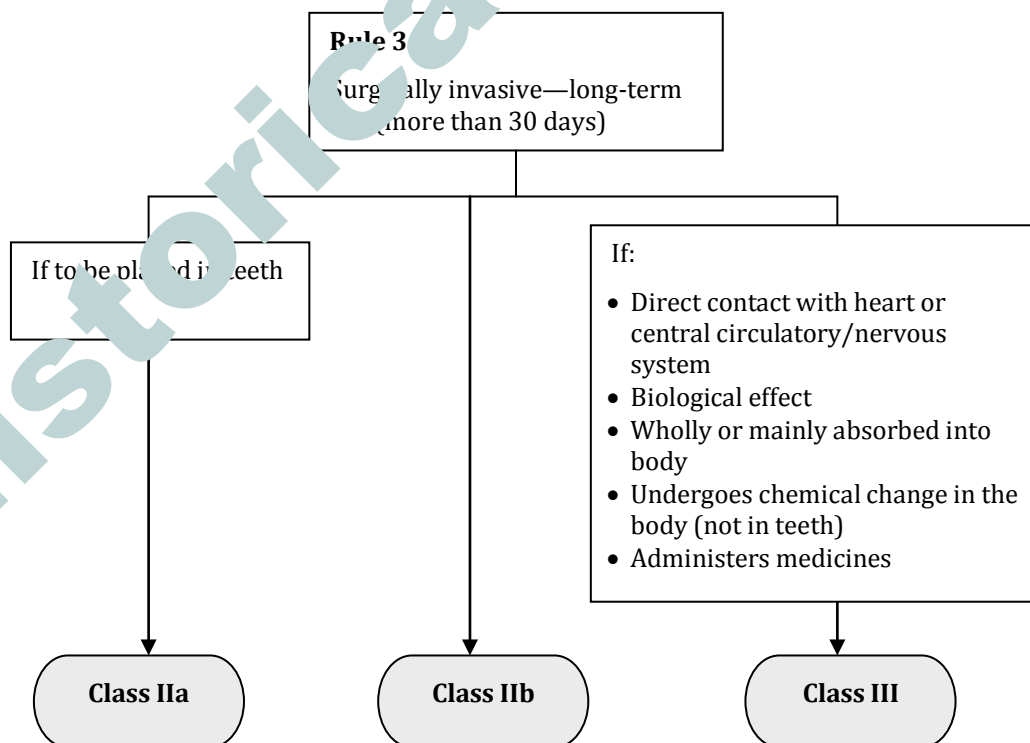 Rule 3
Surgically invasive—long-term
(more than 30 days)
If to be placed in teeth
If:
• Direct contact with heart or
central circulatory/nervous
system
• Biological effect
• Wholly or mainly absorbed into
body
• Undergoes chemical change in the
body (not in teeth)
• Administers medicines
Class IIa
Class IIb
Class III